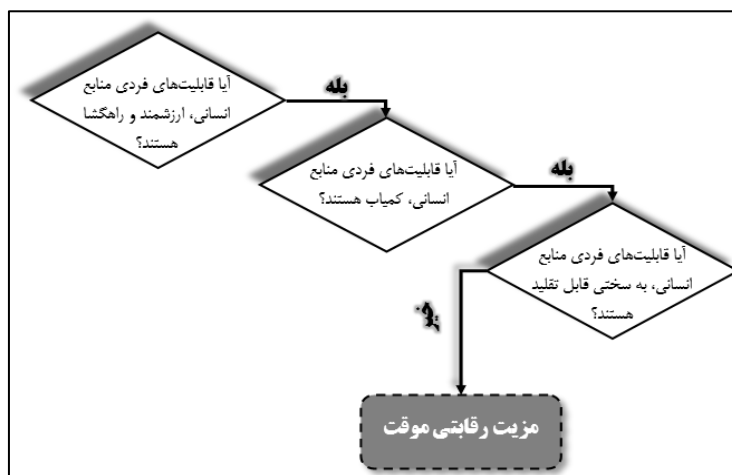 آیا قابلیت‌های فردی منابع
انسانی، ارزشمند و راهگشا
هستند؟
بله
آیا قابلیت‌های فردی منابع
انسانی، کمیاب هستند؟
بله
آیا قابلیت‌های فردی منابع
انسانی، به سختی قابل تقلید
هستند؟
خیر
مزیت رقابتی موقت